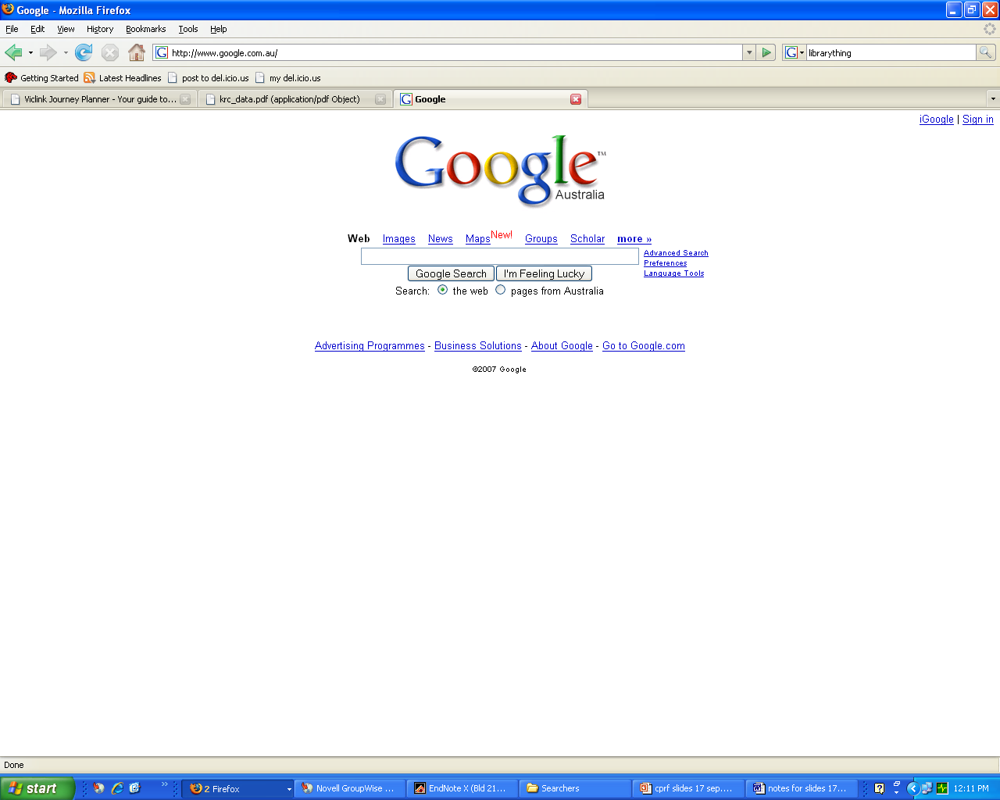 Google - Mozilla Firefox
File Edit View History Bookmarks Tools Help
G http://www.google.com.au/ G librarything
Getting Started Latest Headlines post to del.icio.us my del.icio.us
Viclink Journey Planner - Your guide to... krc_data.pdf (application/pdf Object) G Google
iGoogle | Sign in
Google™
Australia
Web Images News Maps New! Groups Scholar more »
Advanced Search
Preferences
Language Tools
Google Search I'm Feeling Lucky
Search: the web pages from Australia
Advertising Programmes - Business Solutions - About Google - Go to Google.com
©2007 Google
Done
start » 2 Firefox Novell GroupWise ... EndNote X (Bld 21... Searchers cprf slides 17 sep.... notes for slides 17... 12:11 PM